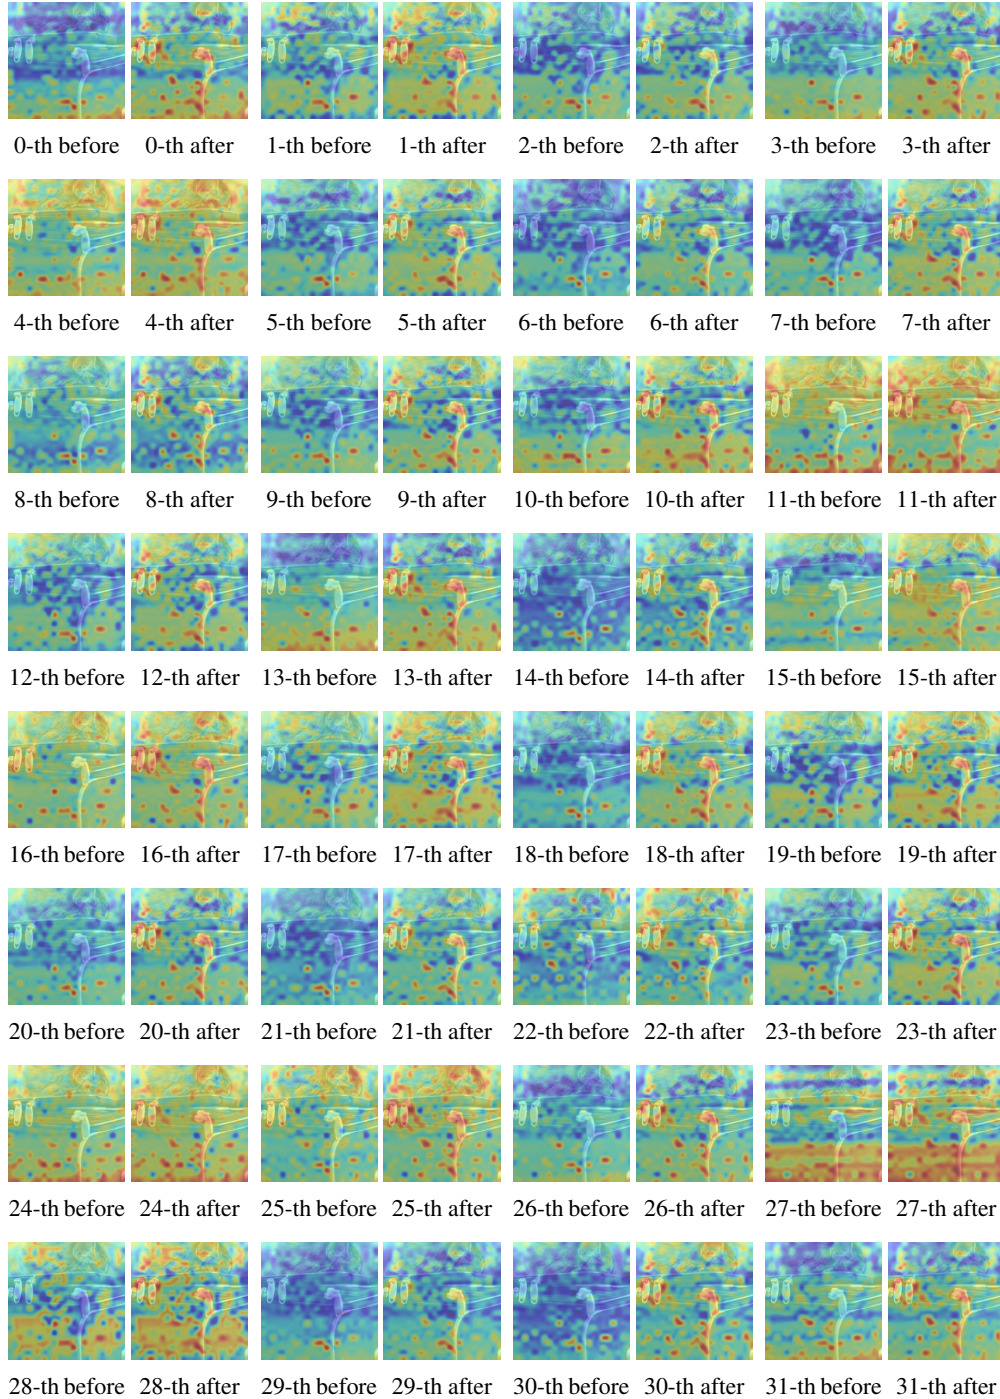 0-th before 0-th after 1-th before 1-th after 2-th before 2-th after 3-th before 3-th after
4-th before 4-th after 5-th before 5-th after 6-th before 6-th after 7-th before 7-th after
8-th before 8-th after 9-th before 9-th after 10-th before 10-th after 11-th before 11-th after
12-th before 12-th after 13-th before 13-th after 14-th before 14-th after 15-th before 15-th after
16-th before 16-th after 17-th before 17-th after 18-th before 18-th after 19-th before 19-th after
20-th before 20-th after 21-th before 21-th after 22-th before 22-th after 23-th before 23-th after
24-th before 24-th after 25-th before 25-th after 26-th before 26-th after 27-th before 27-th after
28-th before 28-th after 29-th before 29-th after 30-th before 30-th after 31-th before 31-th after